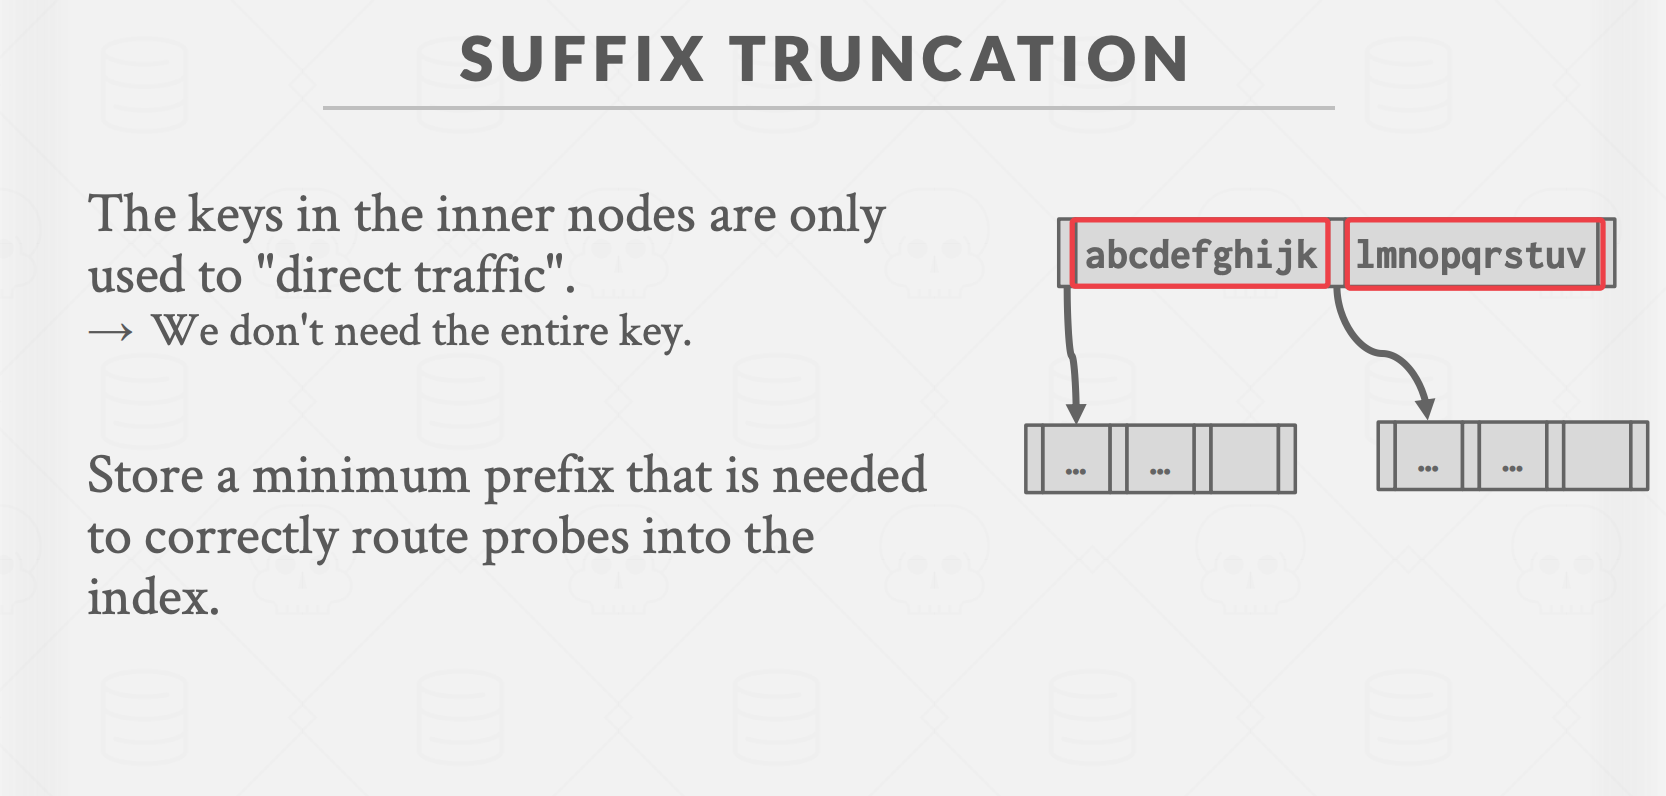 SUFFIX TRUNCATION
The keys in the inner nodes are only
used to "direct traffic".
→ We don't need the entire key.
Store a minimum prefix that is needed
to correctly route probes into the
index.
abcdefghijk lmnopqrstuv
… … … …